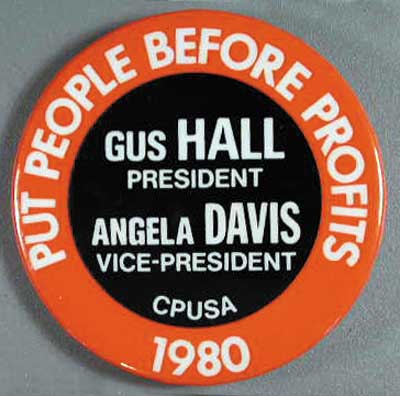 PUT PEOPLE BEFORE PROFITS
GUS HALL
PRESIDENT
ANGELA DAVIS
VICE-PRESIDENT
CPUSA
1980